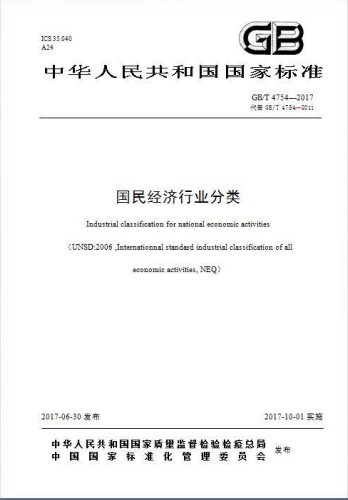 ICS 35.040
A24
GB
中华人民共和国国家标准
GB/T 4754—2017
代替 GB/T 4754—2011
国民经济行业分类
Industrial classification for national economic activities
（UNSD:2006 ,Internationnal standard industrial classification of all
economic activities, NEQ）
2017-06-30 发布
2017-10-01 实施
中华人民共和国国家质量监督检验检疫总局
中国国家标准化管理委员会
发布